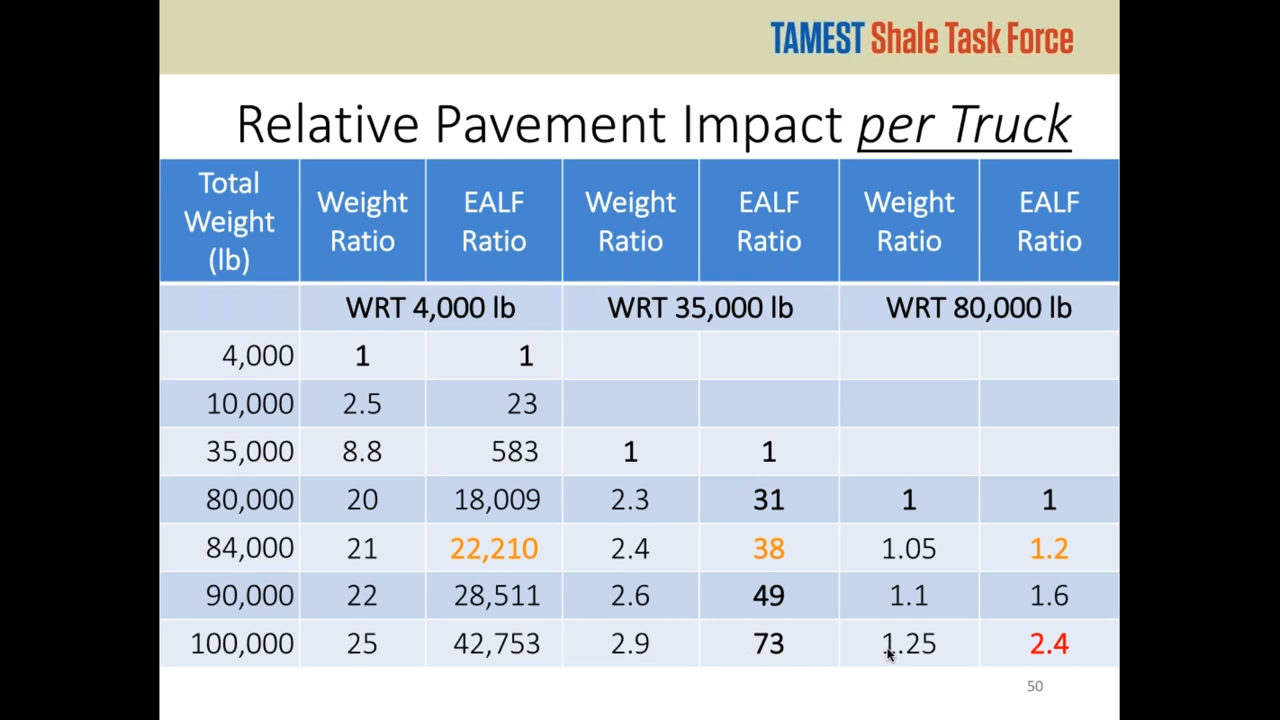 TAMEST Shale Task Force
Relative Pavement Impact per Truck
Total Weight (lb) Weight Ratio EALF Ratio Weight Ratio EALF Ratio Weight Ratio EALF Ratio
WRT 4,000 lb WRT 35,000 lb WRT 80,000 lb
4,000 1 1
10,000 2.5 23
35,000 8.8 583 1 1
80,000 20 18,009 2.3 31 1 1
84,000 21 22,210 2.4 38 1.05 1.2
90,000 22 28,511 2.6 49 1.1 1.6
100,000 25 42,753 2.9 73 1.25 2.4
50